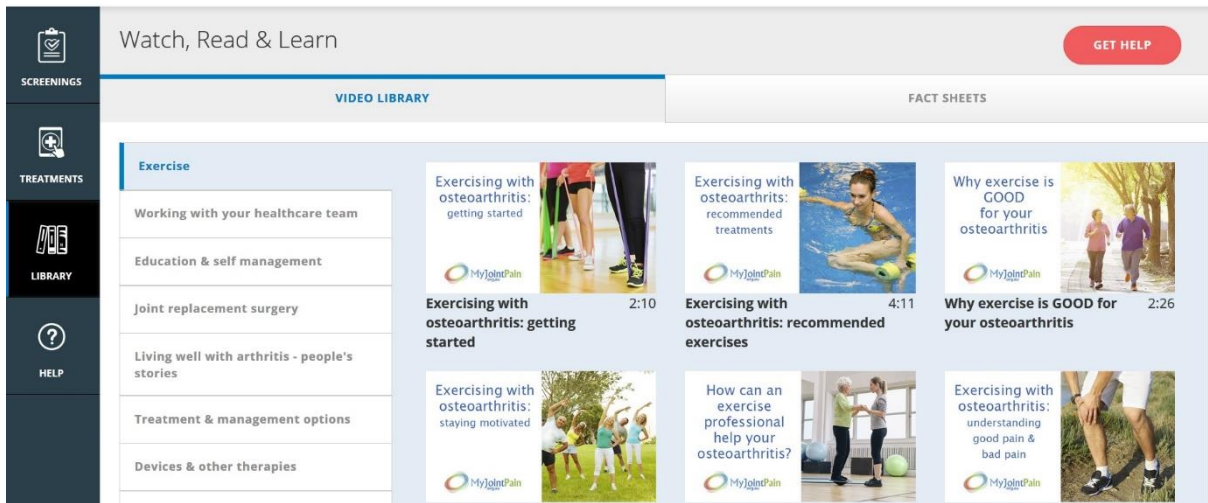 Watch, Read & Learn
GET HELP
SCREENINGS
TREATMENTS
LIBRARY
HELP
VIDEO LIBRARY
FACT SHEETS
Exercise
Working with your healthcare team
Education & self management
Joint replacement surgery
Living well with arthritis - people's
stories
Treatment & management options
Devices & other therapies
Exercising with
osteoarthritis:
getting started
MyJointPain
Exercising with 2:10
osteoarthritis: getting
started
Exercising with
osteoarthritis:
recommended
treatments
MyJointPain
Exercising with 4:11
osteoarthritis: recommended
exercises
Why exercise is
GOOD
for your
osteoarthritis
MyJointPain
Why exercise is GOOD for 2:26
your osteoarthritis
Exercising with
osteoarthritis:
staying motivated
MyJointPain
How can an
exercise
professional
help your
osteoarthritis?
MyJointPain
Exercising with
osteoarthritis:
understanding
good pain &
bad pain
MyJointPain